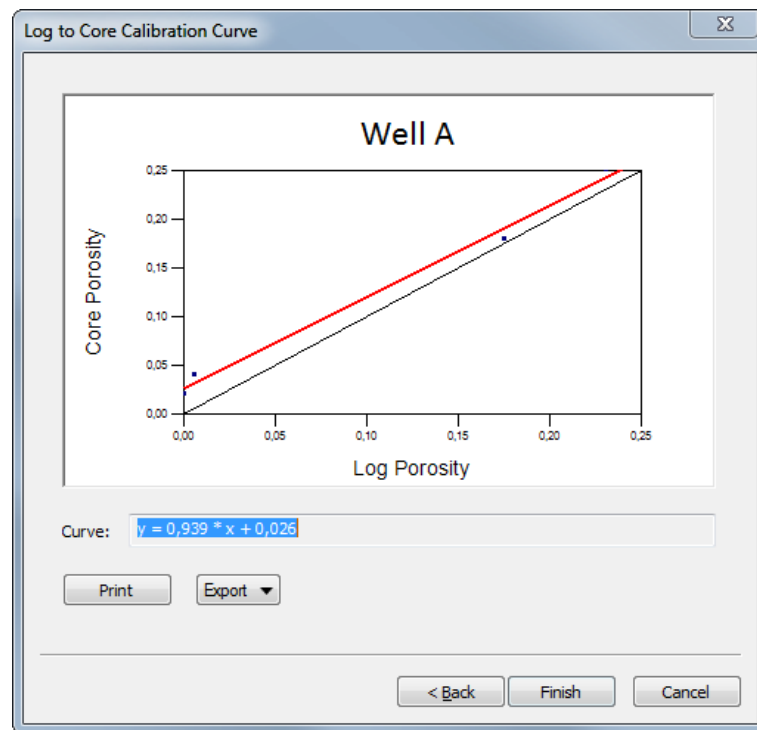 Log to Core Calibration Curve
Well A
Core Porosity
0,25
0,20
0,15
0,10
0,05
0,00
0,00 0,05 0,10 0,15 0,20 0,25
Log Porosity
Curve: y = 0,939 * x + 0,026
Print Export
< Back Finish Cancel